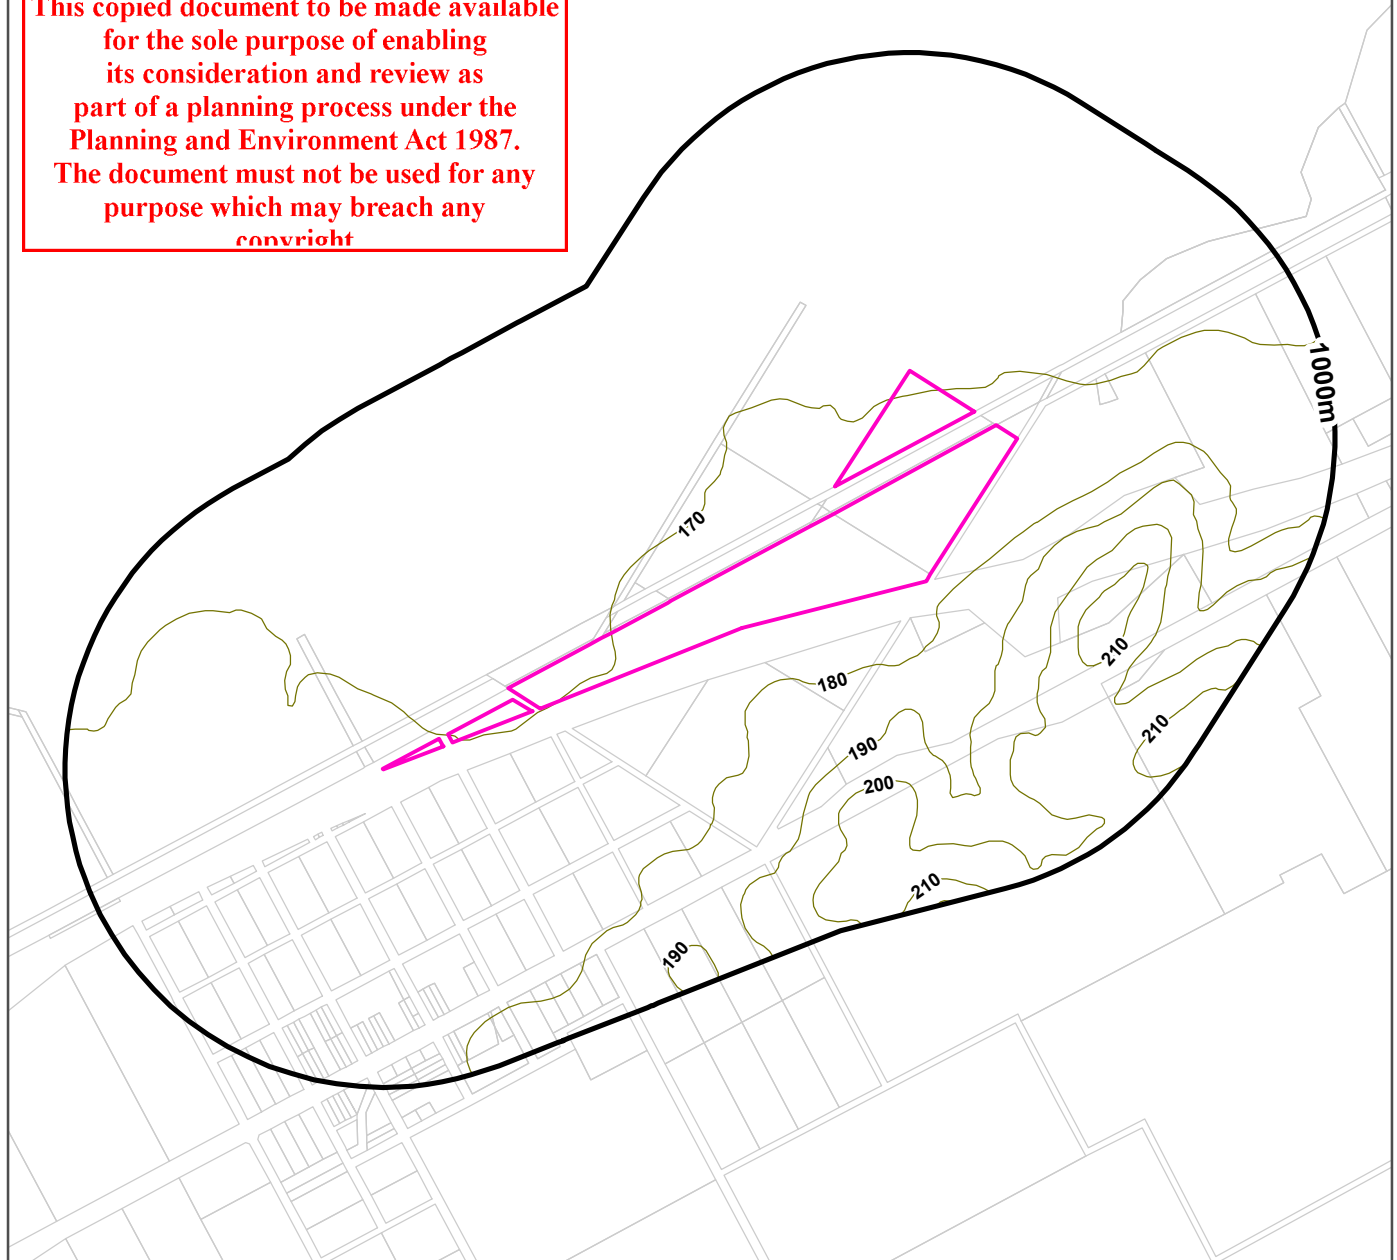 This copied document to be made available
for the sole purpose of enabling
its consideration and review as
part of a planning process under the
Planning and Environment Act 1987.
The document must not be used for any
purpose which may breach any
copyright
1000m
170
180
210
210
190
200
210
190